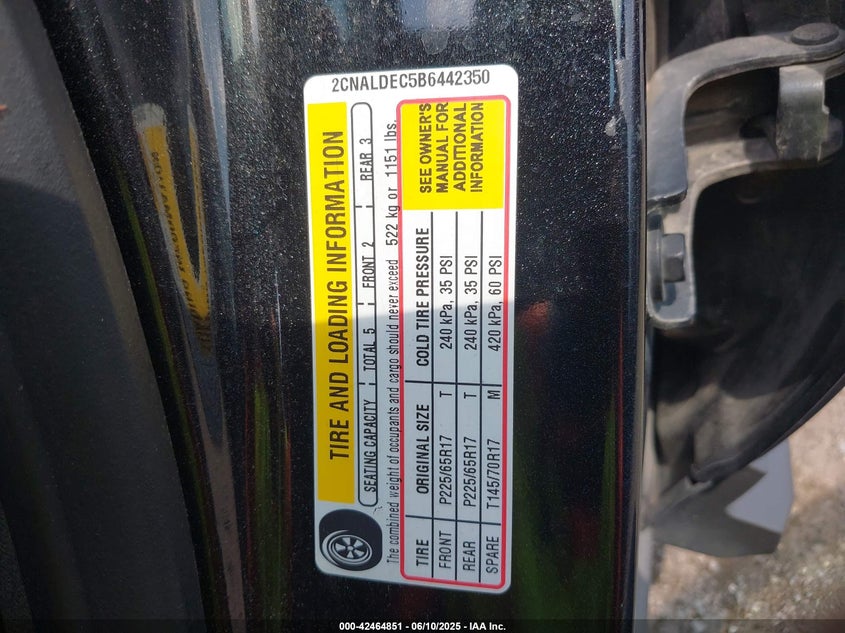 2CNALDEC5B6442350
TIRE AND LOADING INFORMATION
SEATING CAPACITY TOTAL 5 FRONT 2 REAR 3
The combined weight of occupants and cargo should never exceed 522 kg or 1151 lbs.
TIRE ORIGINAL SIZE COLD TIRE PRESSURE
FRONT P225/65R17 T 240 kPa, 35 PSI
REAR P225/65R17 T 240 kPa, 35 PSI
SPARE T145/70R17 M 420 kPa, 60 PSI
SEE OWNER'S
MANUAL FOR
ADDITIONAL
INFORMATION
000-42464851 // 06/10/2025 -- IAA Inc.